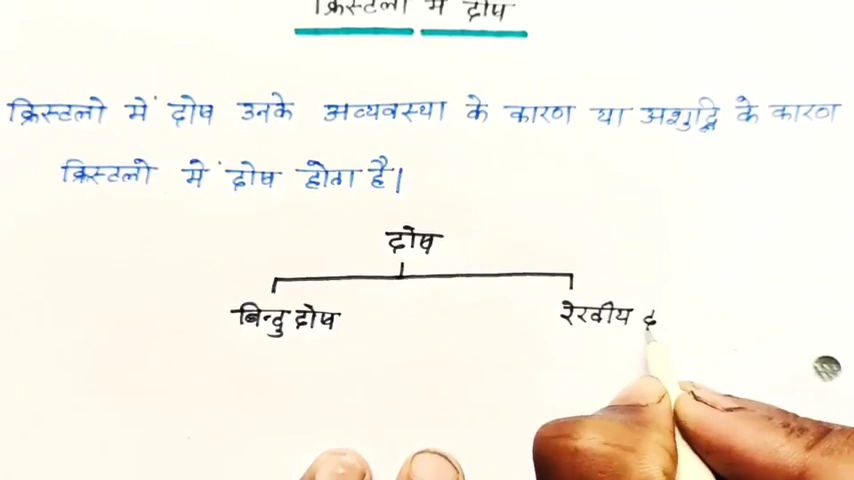 क्रिस्टलो में दोष
क्रिस्टलो में दोष उनके अव्यवस्था के कारण या अशुद्धि के कारण
क्रिस्टलो में दोष होता है।
दोष
बिन्दु दोष रेखीय द